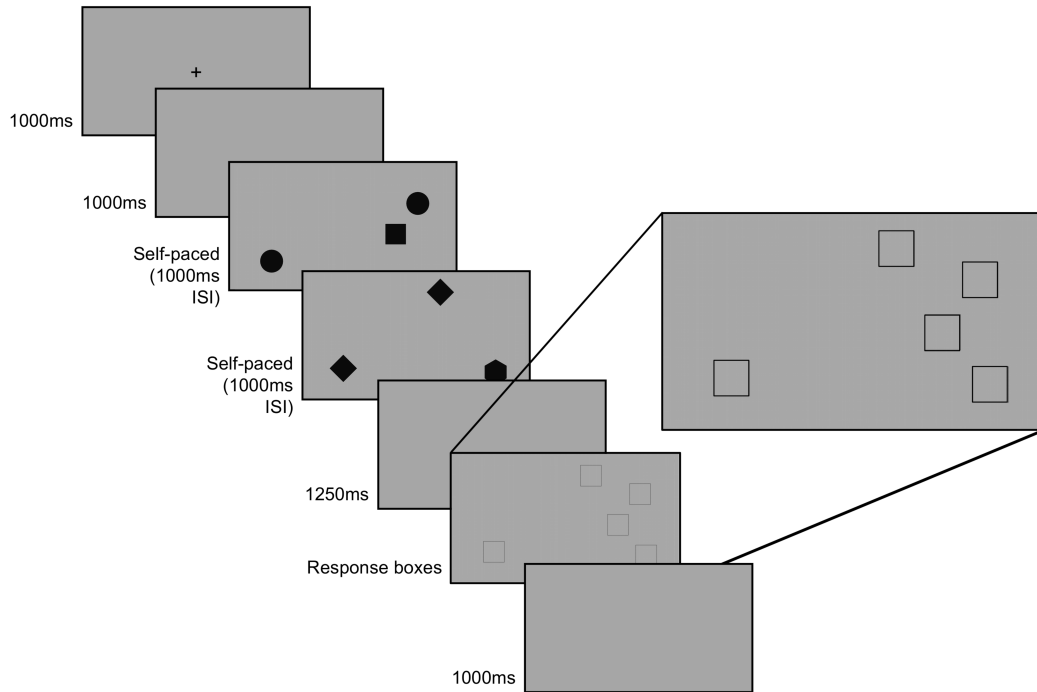 1000ms
1000ms
Self-paced
(1000ms
ISI)
Self-paced
(1000ms
ISI)
1250ms
Response boxes
1000ms